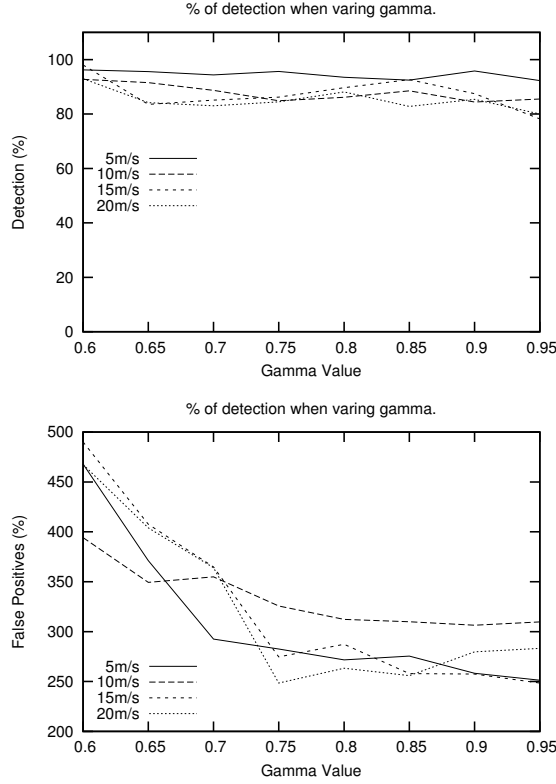 % of detection when varing gamma.
100
80
60
40
20
0
Detection (%)
5m/s
10m/s
15m/s
20m/s
0.6 0.65 0.7 0.75 0.8 0.85 0.9 0.95
Gamma Value
% of detection when varing gamma.
500
450
400
350
300
250
200
False Positives (%)
5m/s
10m/s
15m/s
20m/s
0.6 0.65 0.7 0.75 0.8 0.85 0.9 0.95
Gamma Value